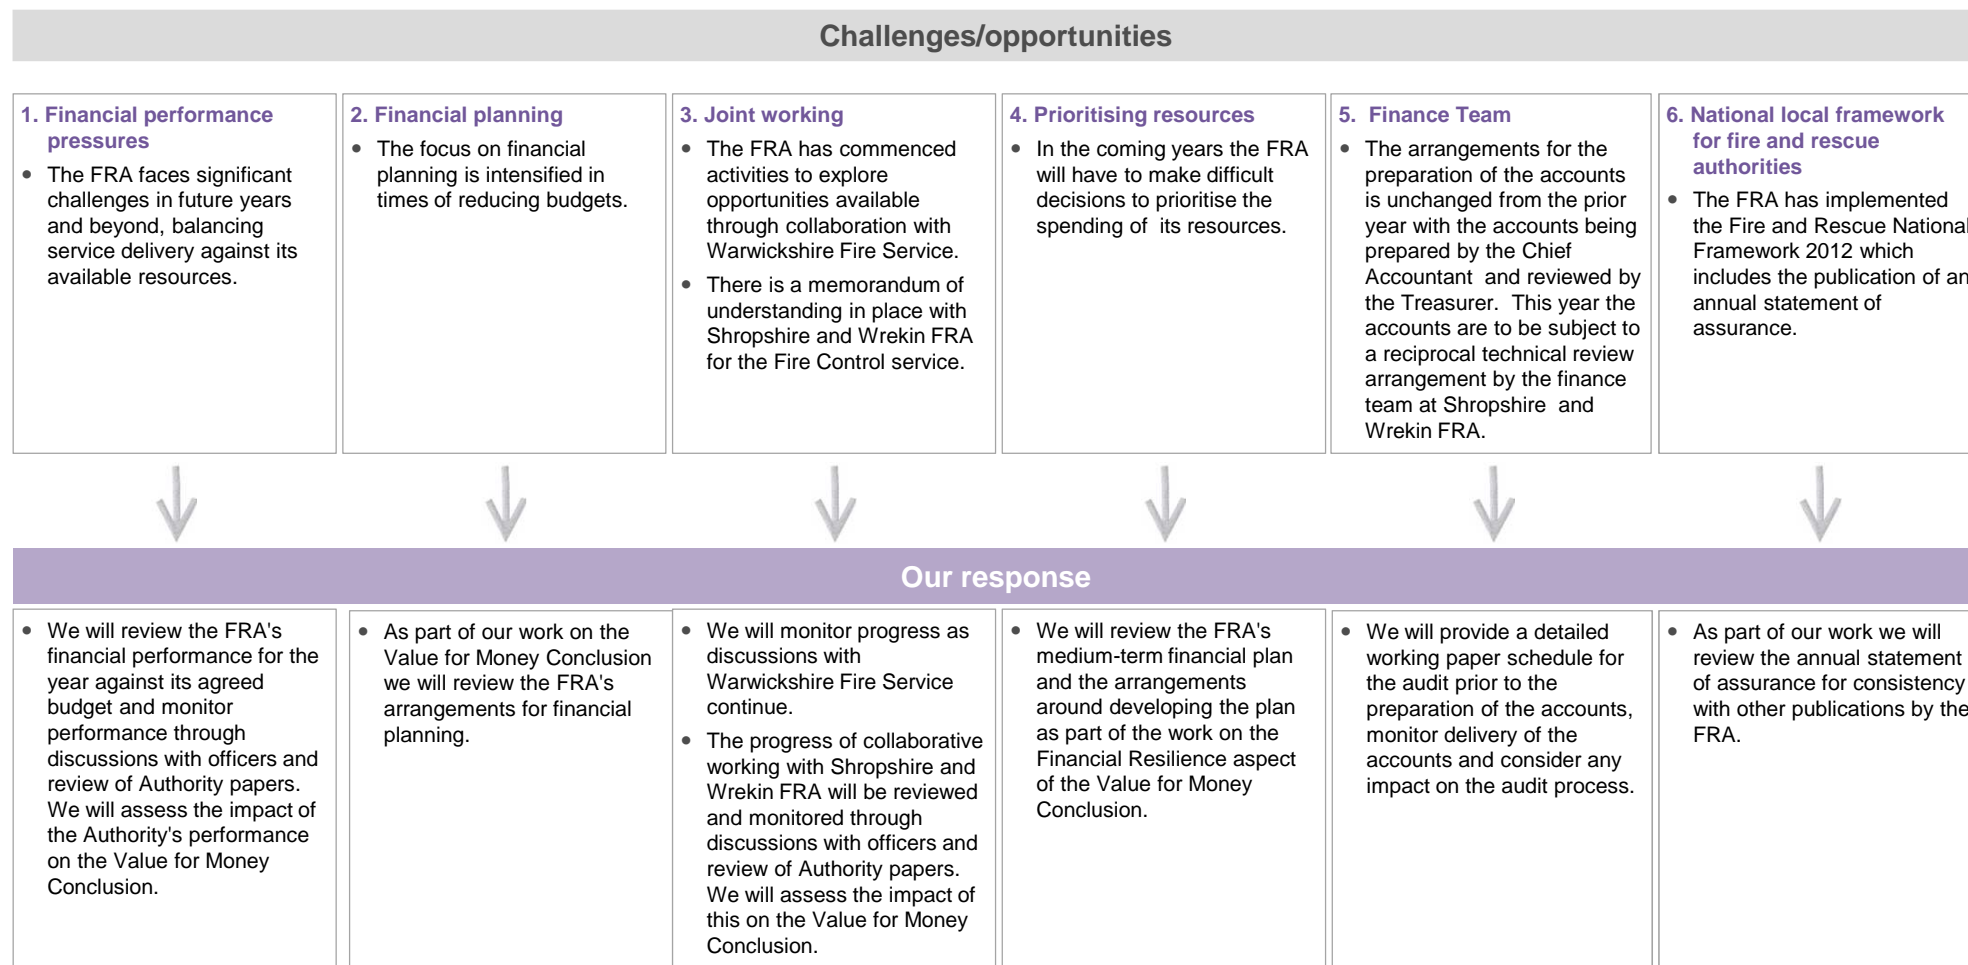 Challenges/opportunities
1. Financial performance
pressures
• The FRA faces significant
challenges in future years
and beyond, balancing
service delivery against its
available resources.
2. Financial planning
• The focus on financial
planning is intensified in
times of reducing budgets.
3. Joint working
• The FRA has commenced
activities to explore
opportunities available
through collaboration with
Warwickshire Fire Service.
• There is a memorandum of
understanding in place with
Shropshire and Wrekin FRA
for the Fire Control service.
4. Prioritising resources
• In the coming years the FRA
will have to make difficult
decisions to prioritise the
spending of its resources.
5. Finance Team
• The arrangements for the
preparation of the accounts
is unchanged from the prior
year with the accounts being
prepared by the Chief
Accountant and reviewed by
the Treasurer. This year the
accounts are to be subject to
a reciprocal technical review
arrangement by the finance
team at Shropshire and
Wrekin FRA.
6. National local framework
for fire and rescue
authorities
• The FRA has implemented
the Fire and Rescue National
Framework 2012 which
includes the publication of an
annual statement of
assurance.
Our response
• We will review the FRA's
financial performance for the
year against its agreed
budget and monitor
performance through
discussions with officers and
review of Authority papers.
We will assess the impact of
the Authority's performance
on the Value for Money
Conclusion.
• As part of our work on the
Value for Money Conclusion
we will review the FRA's
arrangements for financial
planning.
• We will monitor progress as
discussions with
Warwickshire Fire Service
continue.
• The progress of collaborative
working with Shropshire and
Wrekin FRA will be reviewed
and monitored through
discussions with officers and
review of Authority papers.
We will assess the impact of
this on the Value for Money
Conclusion.
• We will review the FRA's
medium-term financial plan
and the arrangements
around developing the plan
as part of the work on the
Financial Resilience aspect
of the Value for Money
Conclusion.
• We will provide a detailed
working paper schedule for
the audit prior to the
preparation of the accounts,
monitor delivery of the
accounts and consider any
impact on the audit process.
• As part of our work we will
review the annual statement
of assurance for consistency
with other publications by the
FRA.